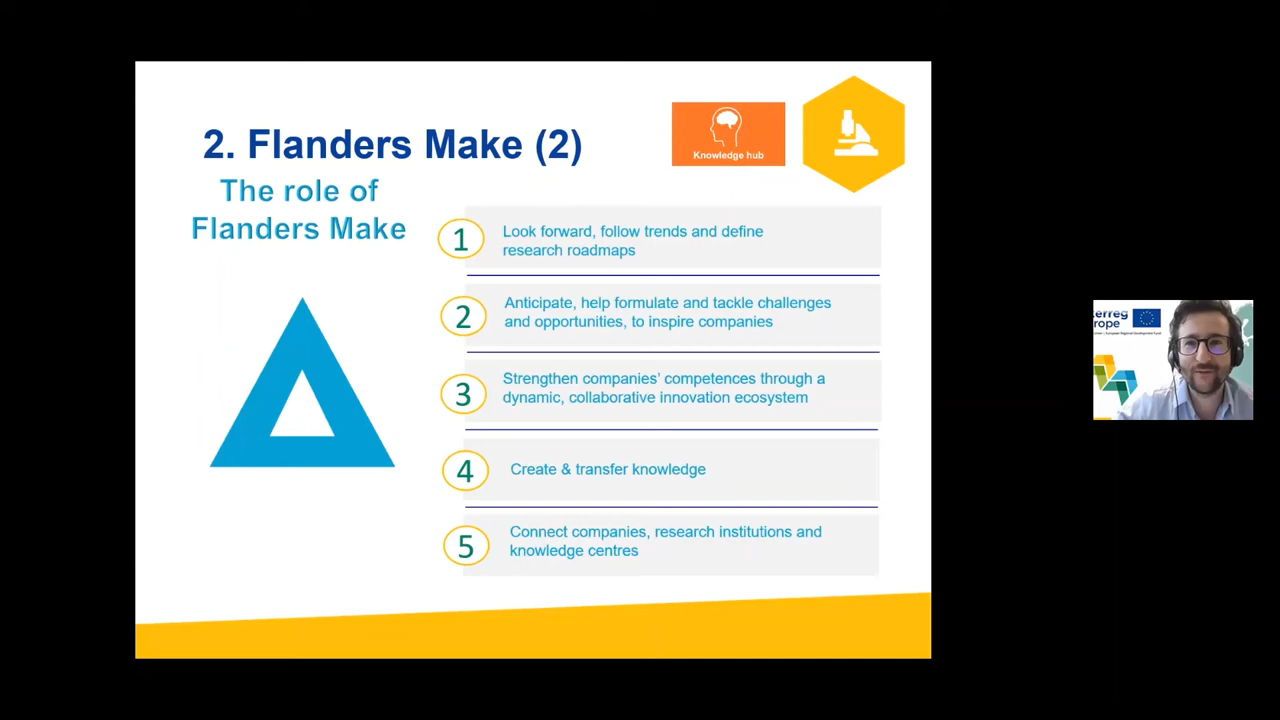 2. Flanders Make (2)
Knowledge hub
The role of
Flanders Make
1
Look forward, follow trends and define
research roadmaps
2
Anticipate, help formulate and tackle challenges
and opportunities, to inspire companies
3
Strengthen companies' competences through a
dynamic, collaborative innovation ecosystem
4
Create & transfer knowledge
5
Connect companies, research institutions and
knowledge centres
terreg
rope